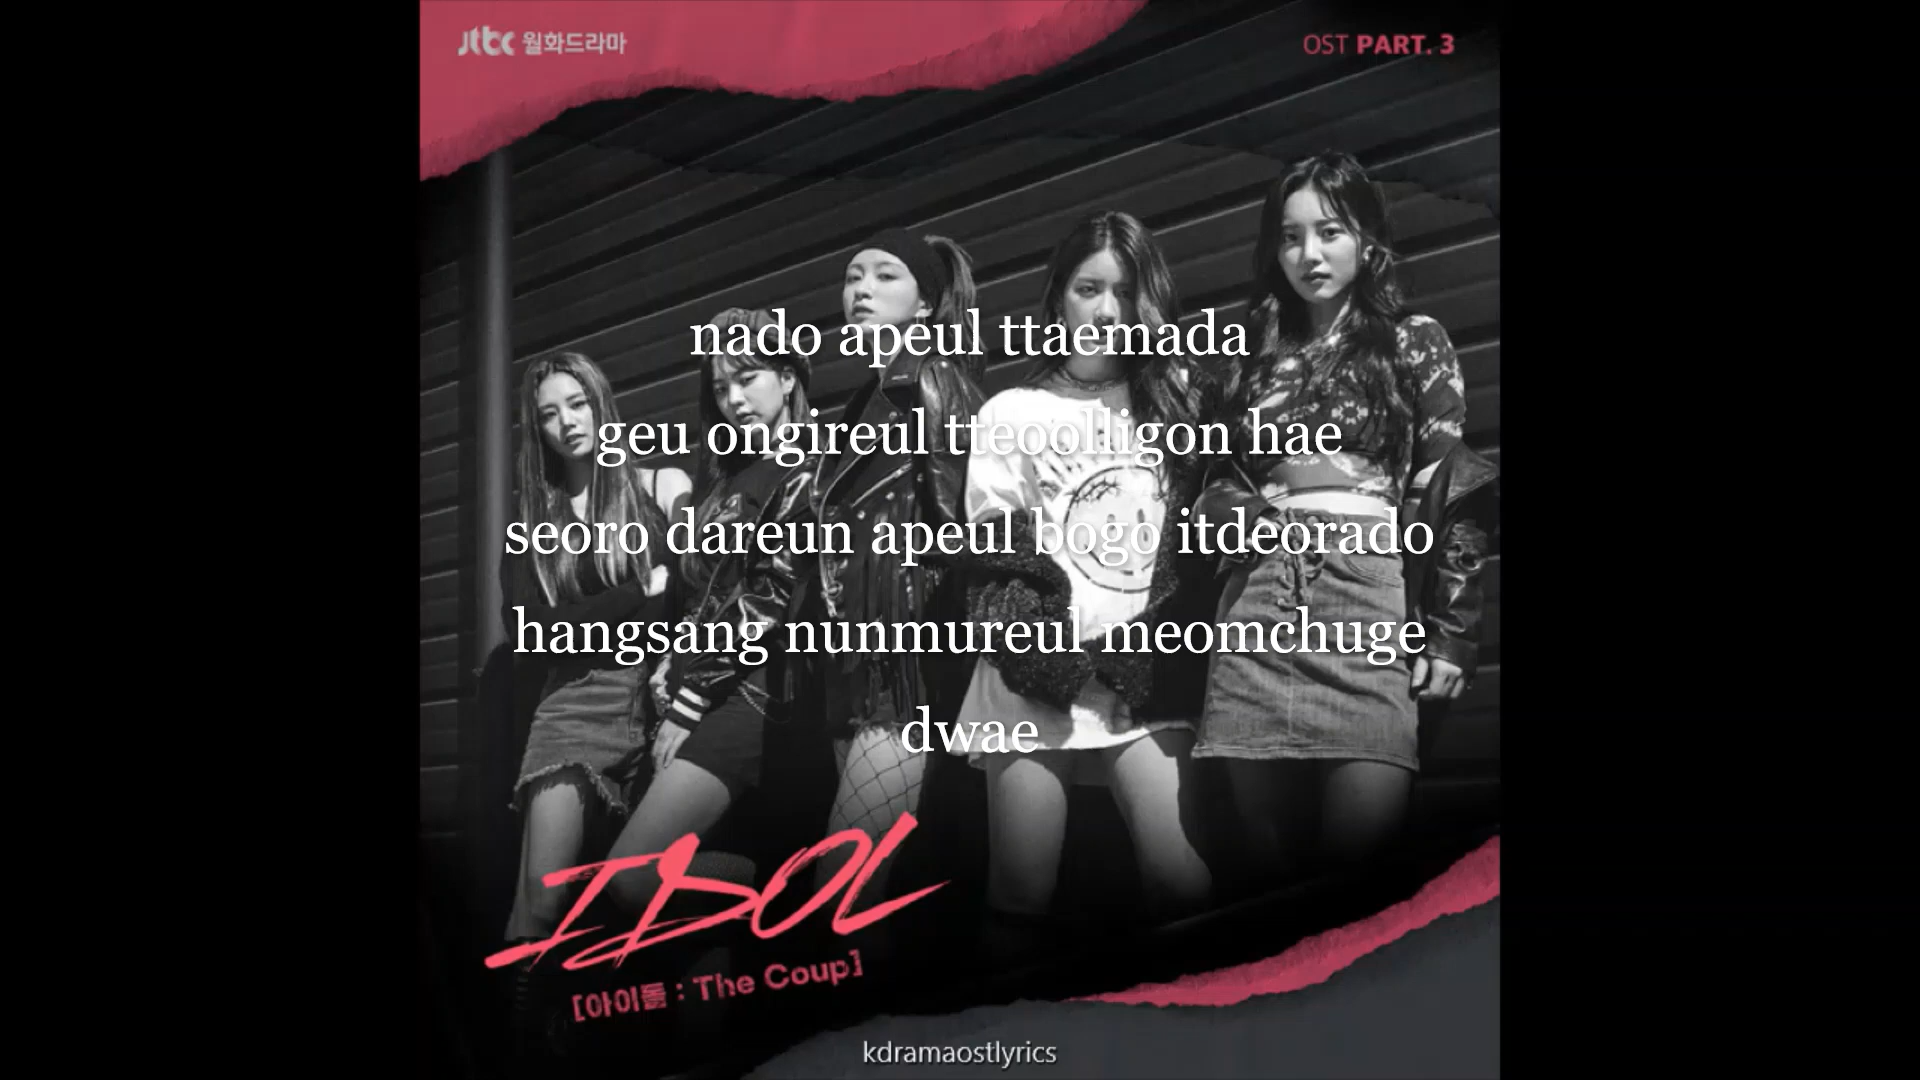 jtbc 월화드라마
OST PART. 3
nado apeul ttaemada
geu ongireul tteoolligon hae
seoro dareun apeul bogo itdeorado
hangsang nunmureul meomchuge
dwae
IDOL
[아이돌 : The Coup]
kdramaostlyrics